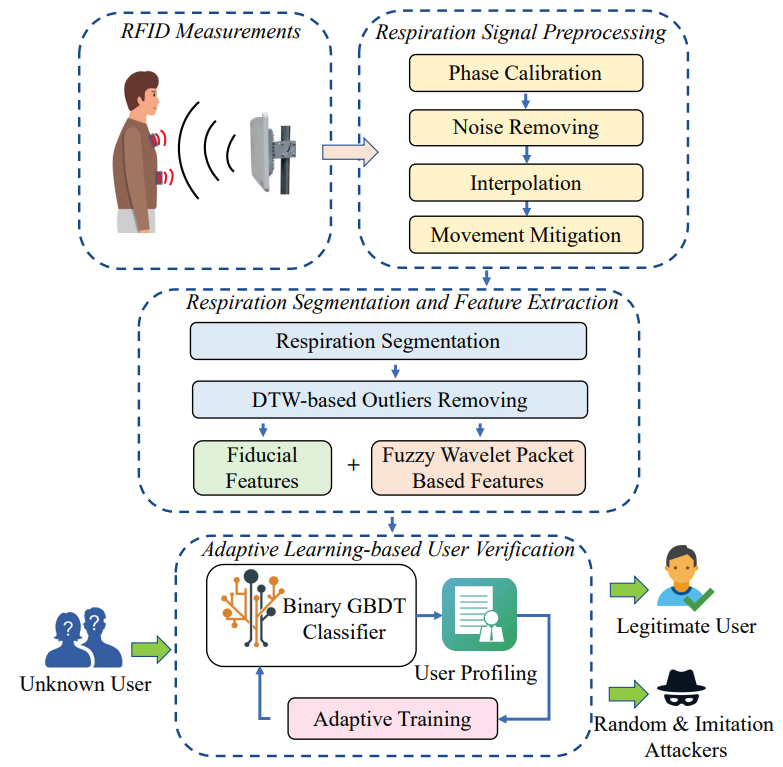 RFID Measurements
Respiration Signal Preprocessing
Phase Calibration
Noise Removing
Interpolation
Movement Mitigation
Respiration Segmentation and Feature Extraction
Respiration Segmentation
DTW-based Outliers Removing
Fiducial
Features
+
Fuzzy Wavelet Packet
Based Features
Adaptive Learning-based User Verification
Binary GBDT
Classifier
User Profiling
Adaptive Training
? ?
Unknown User
Legitimate User
Random & Imitation
Attackers